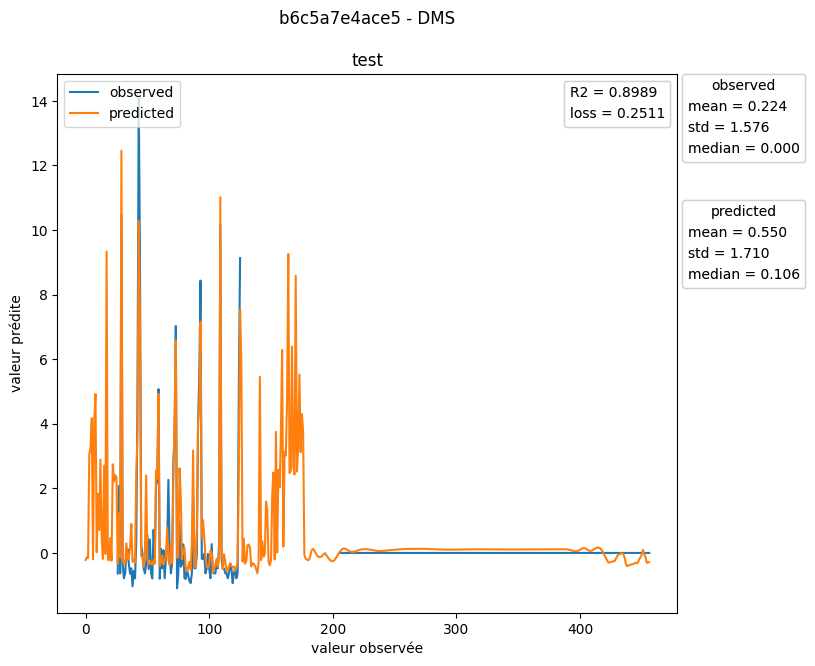 b6c5a7e4ace5 - DMS
test
observed
predicted
R2 = 0.8989
loss = 0.2511
observed
mean = 0.224
std = 1.576
median = 0.000
predicted
mean = 0.550
std = 1.710
median = 0.106
valeur prédite
14
12
10
8
6
4
2
0
0
100
200
300
400
valeur observée